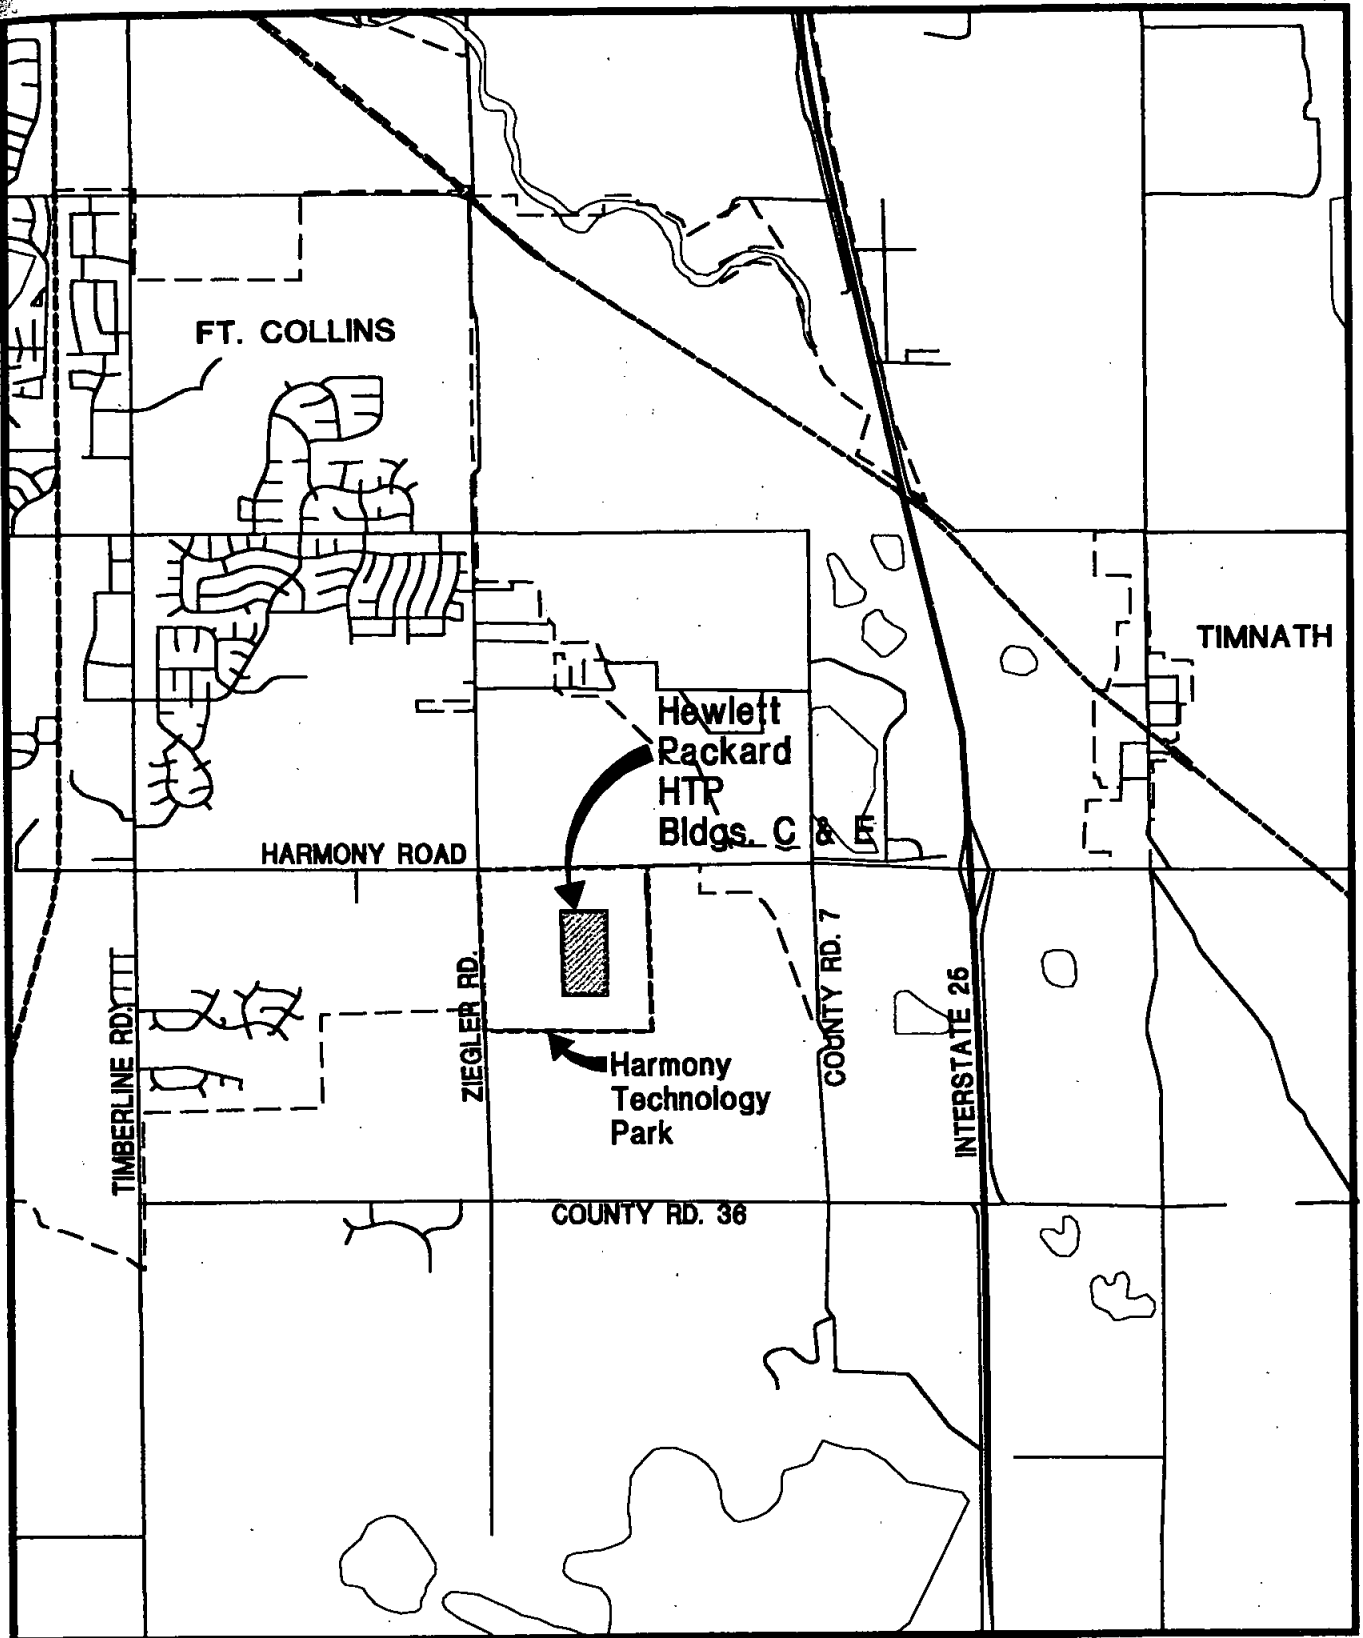 FT. COLLINS
TIMNATH
Hewlett
Packard
HTP
Bldgs. C & E
HARMONY ROAD
TIMBERLINE RD.
ZIEGLER RD.
COUNTY RD. 7
INTERSTATE 25
Harmony
Technology
Park
COUNTY RD. 36